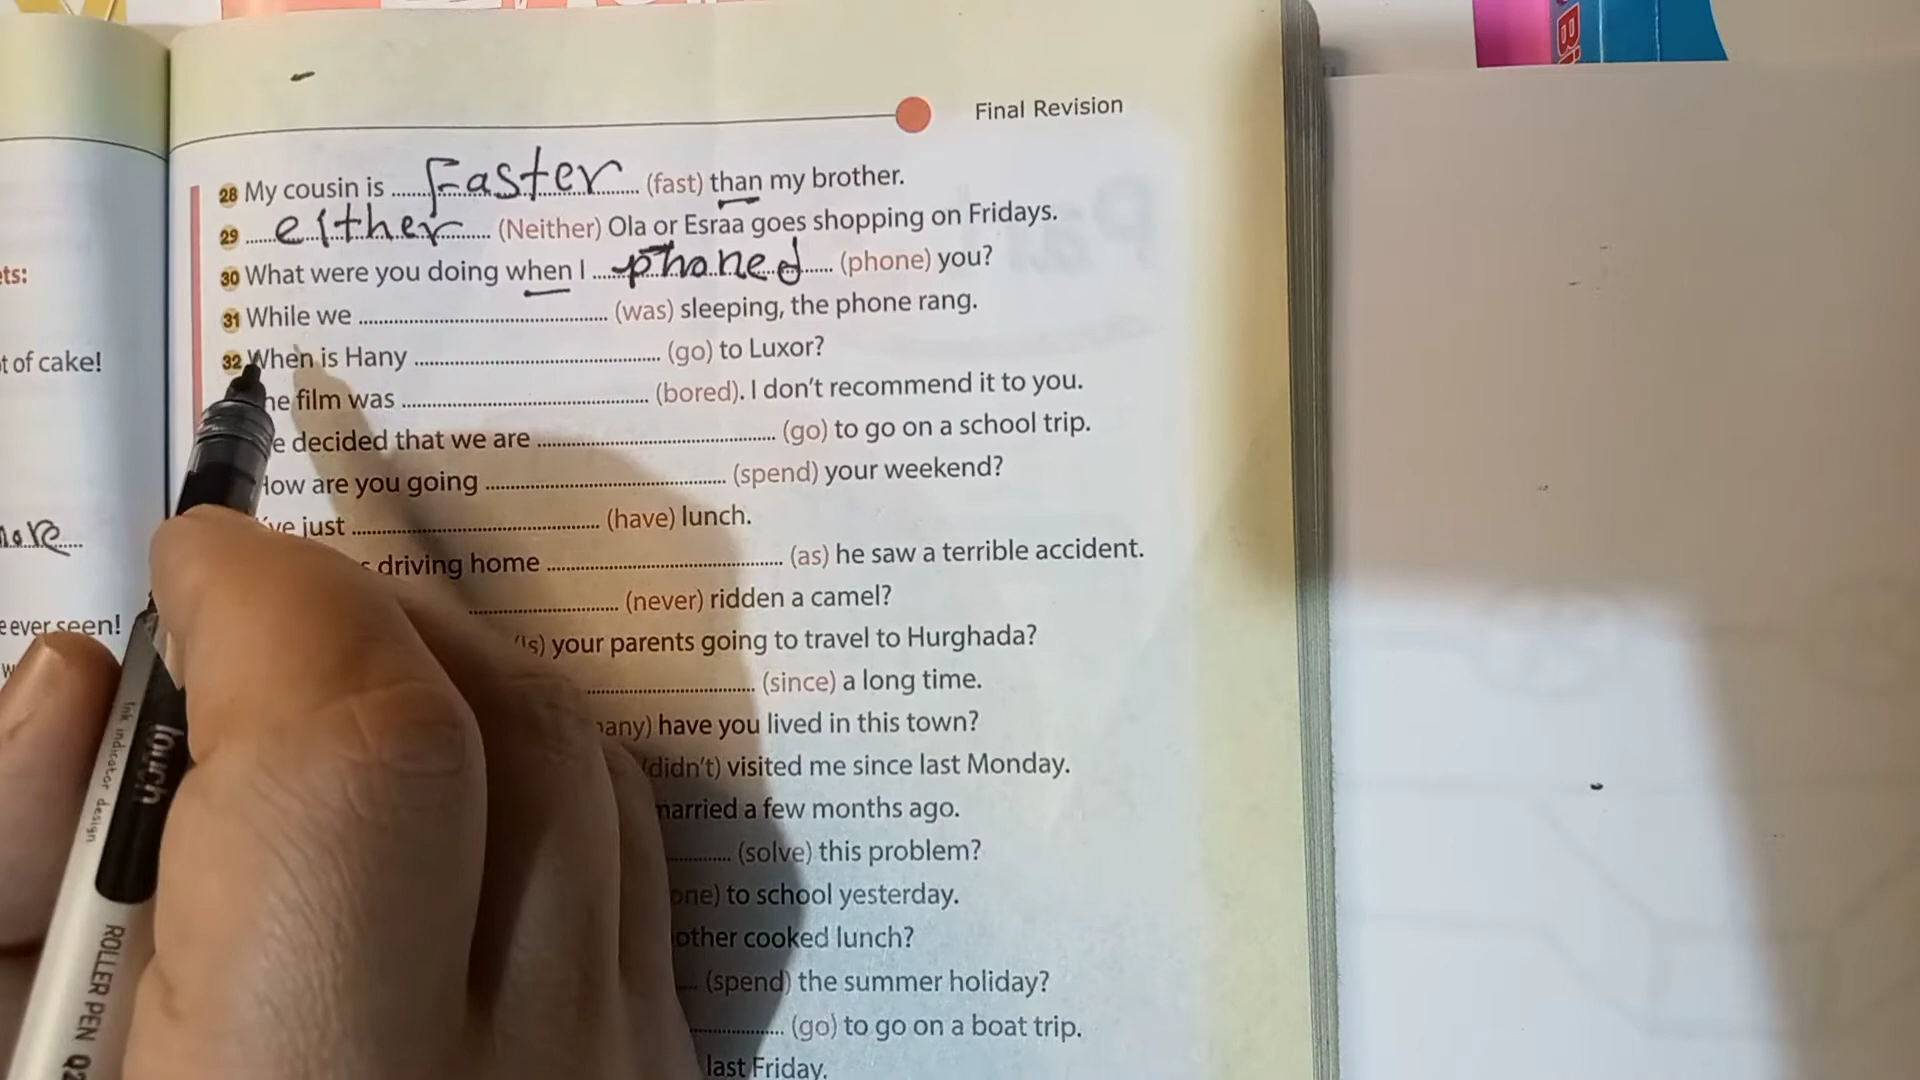 Final Revision
28 My cousin is ........ Faster ........ (fast) than my brother.
29 ........ either ........ (Neither) Ola or Esraa goes shopping on Fridays.
30 What were you doing when I ........ phoned ........ (phone) you?
ts:
31 While we ........ (was) sleeping, the phone rang.
t of cake!
32 When is Hany ........ (go) to Luxor?
he film was ........ (bored). I don't recommend it to you.
e decided that we are ........ (go) to go on a school trip.
How are you going ........ (spend) your weekend?
've just ........ (have) lunch.
more
driving home ........ (as) he saw a terrible accident.
........ (never) ridden a camel?
e ever seen!
(Is) your parents going to travel to Hurghada?
........ (since) a long time.
any) have you lived in this town?
(didn't) visited me since last Monday.
married a few months ago.
........ (solve) this problem?
one) to school yesterday.
other cooked lunch?
(spend) the summer holiday?
........ (go) to go on a boat trip.
last Friday.
touch
Ink indicator design
ROLLER PEN
Bi